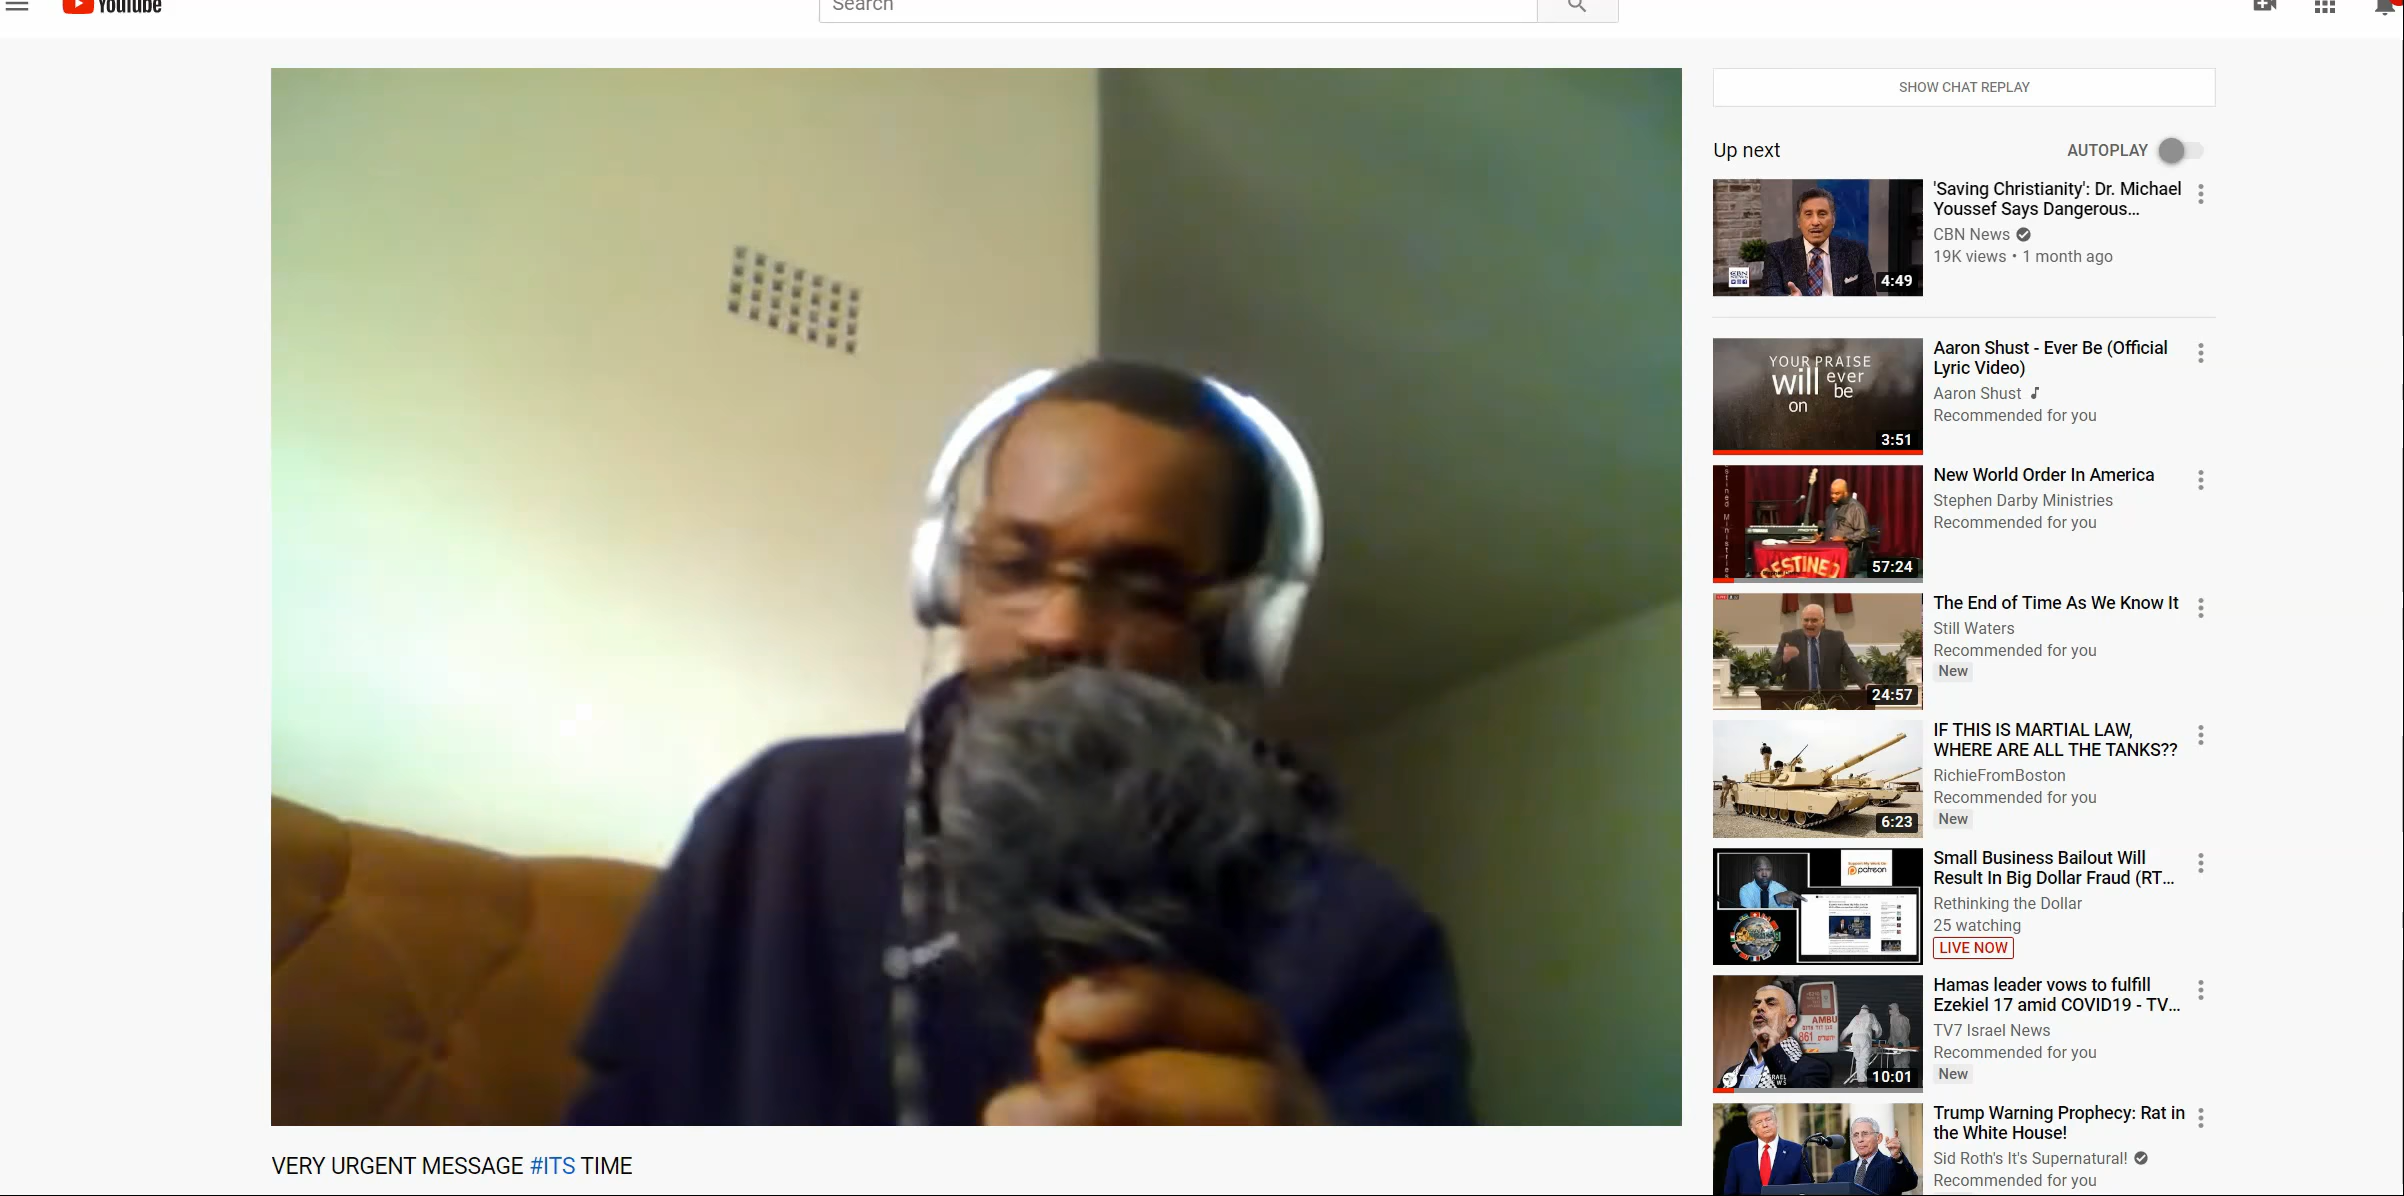 YouTube
Search
SHOW CHAT REPLAY
Up next
AUTOPLAY
'Saving Christianity': Dr. Michael
Youssef Says Dangerous...
CBN News
19K views • 1 month ago
4:49
YOUR PRAISE
will ever
be
on
3:51
Aaron Shust - Ever Be (Official
Lyric Video)
Aaron Shust
Recommended for you
57:24
New World Order In America
Stephen Darby Ministries
Recommended for you
24:57
The End of Time As We Know It
Still Waters
Recommended for you
New
6:23
IF THIS IS MARTIAL LAW,
WHERE ARE ALL THE TANKS??
RichieFromBoston
Recommended for you
New
patreon
Small Business Bailout Will
Result In Big Dollar Fraud (RT...
Rethinking the Dollar
25 watching
LIVE NOW
AMBU
10:01
Hamas leader vows to fulfill
Ezekiel 17 amid COVID19 - TV...
TV7 Israel News
Recommended for you
New
Trump Warning Prophecy: Rat in
the White House!
Sid Roth's It's Supernatural!
Recommended for you
VERY URGENT MESSAGE #ITS TIME